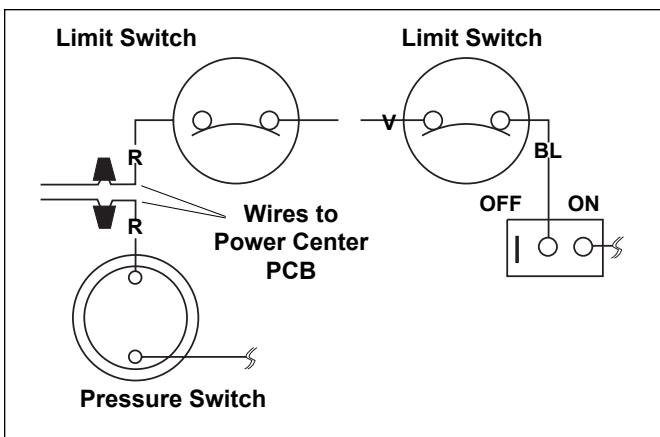 Limit Switch
Limit Switch
V
R
BL
OFF ON
R
Wires to
Power Center
PCB
Pressure Switch